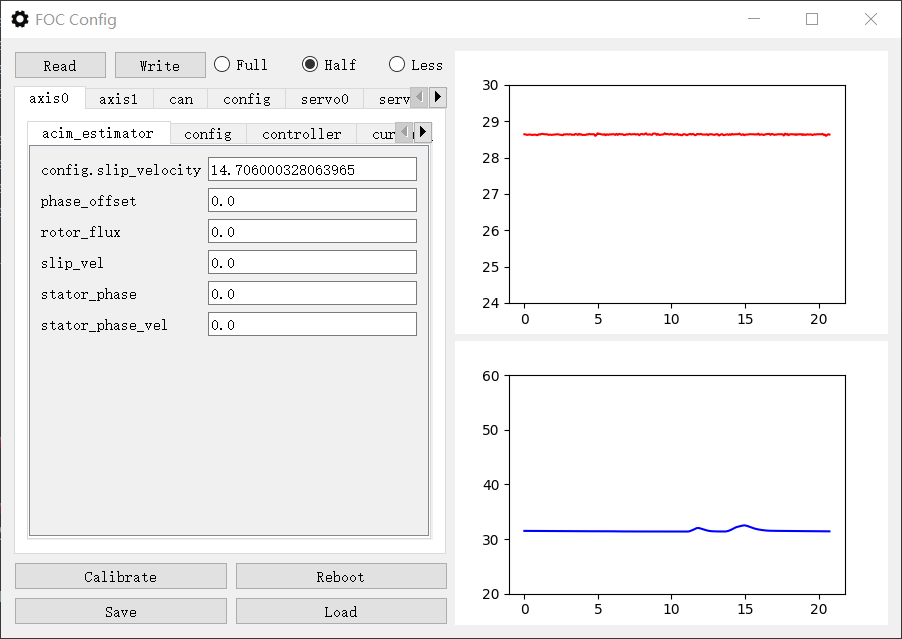 FOC Config
Read Write Full Half Less
axis0 axis1 can config servo0 serv
acim_estimator config controller
config.slip_velocity 14.706000328063965
phase_offset 0.0
rotor_flux 0.0
slip_vel 0.0
stator_phase 0.0
stator_phase_vel 0.0
Calibrate Reboot
Save Load
30
29
28
27
26
25
24
0 5 10 15 20
60
50
40
30
20
0 5 10 15 20